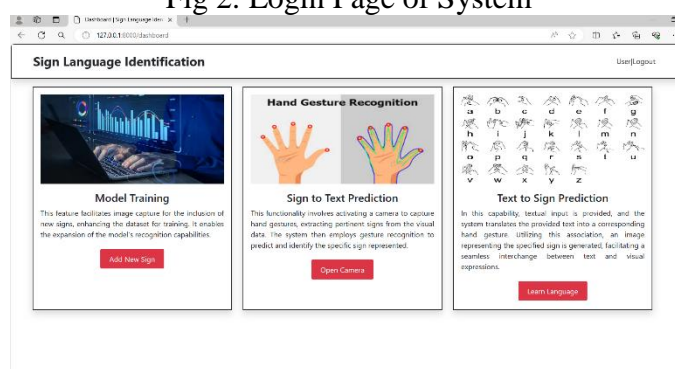 Fig 2. Login Page of System
Dashboard | Sign Language Iden
127.0.0.1:8000/dashboard
Sign Language Identification
User|Logout
Hand Gesture Recognition
a b c d e f g
h i j k l m n
o p q r s t u
v w x y z
Model Training
This feature facilitates image capture for the inclusion of
new signs, enhancing the dataset for training. It enables
the expansion of the model's recognition capabilities.
Add New Sign
Sign to Text Prediction
This functionality involves activating a camera to capture
hand gestures, extracting pertinent signs from the visual
data. The system then employs gesture recognition to
predict and identify the specific sign represented.
Open Camera
Text to Sign Prediction
In this capability, textual input is provided, and the
system translates the provided text into a corresponding
hand gesture. Utilizing this association, an image
representing the specified sign is generated, facilitating a
seamless interchange between text and visual
expressions.
Learn Language